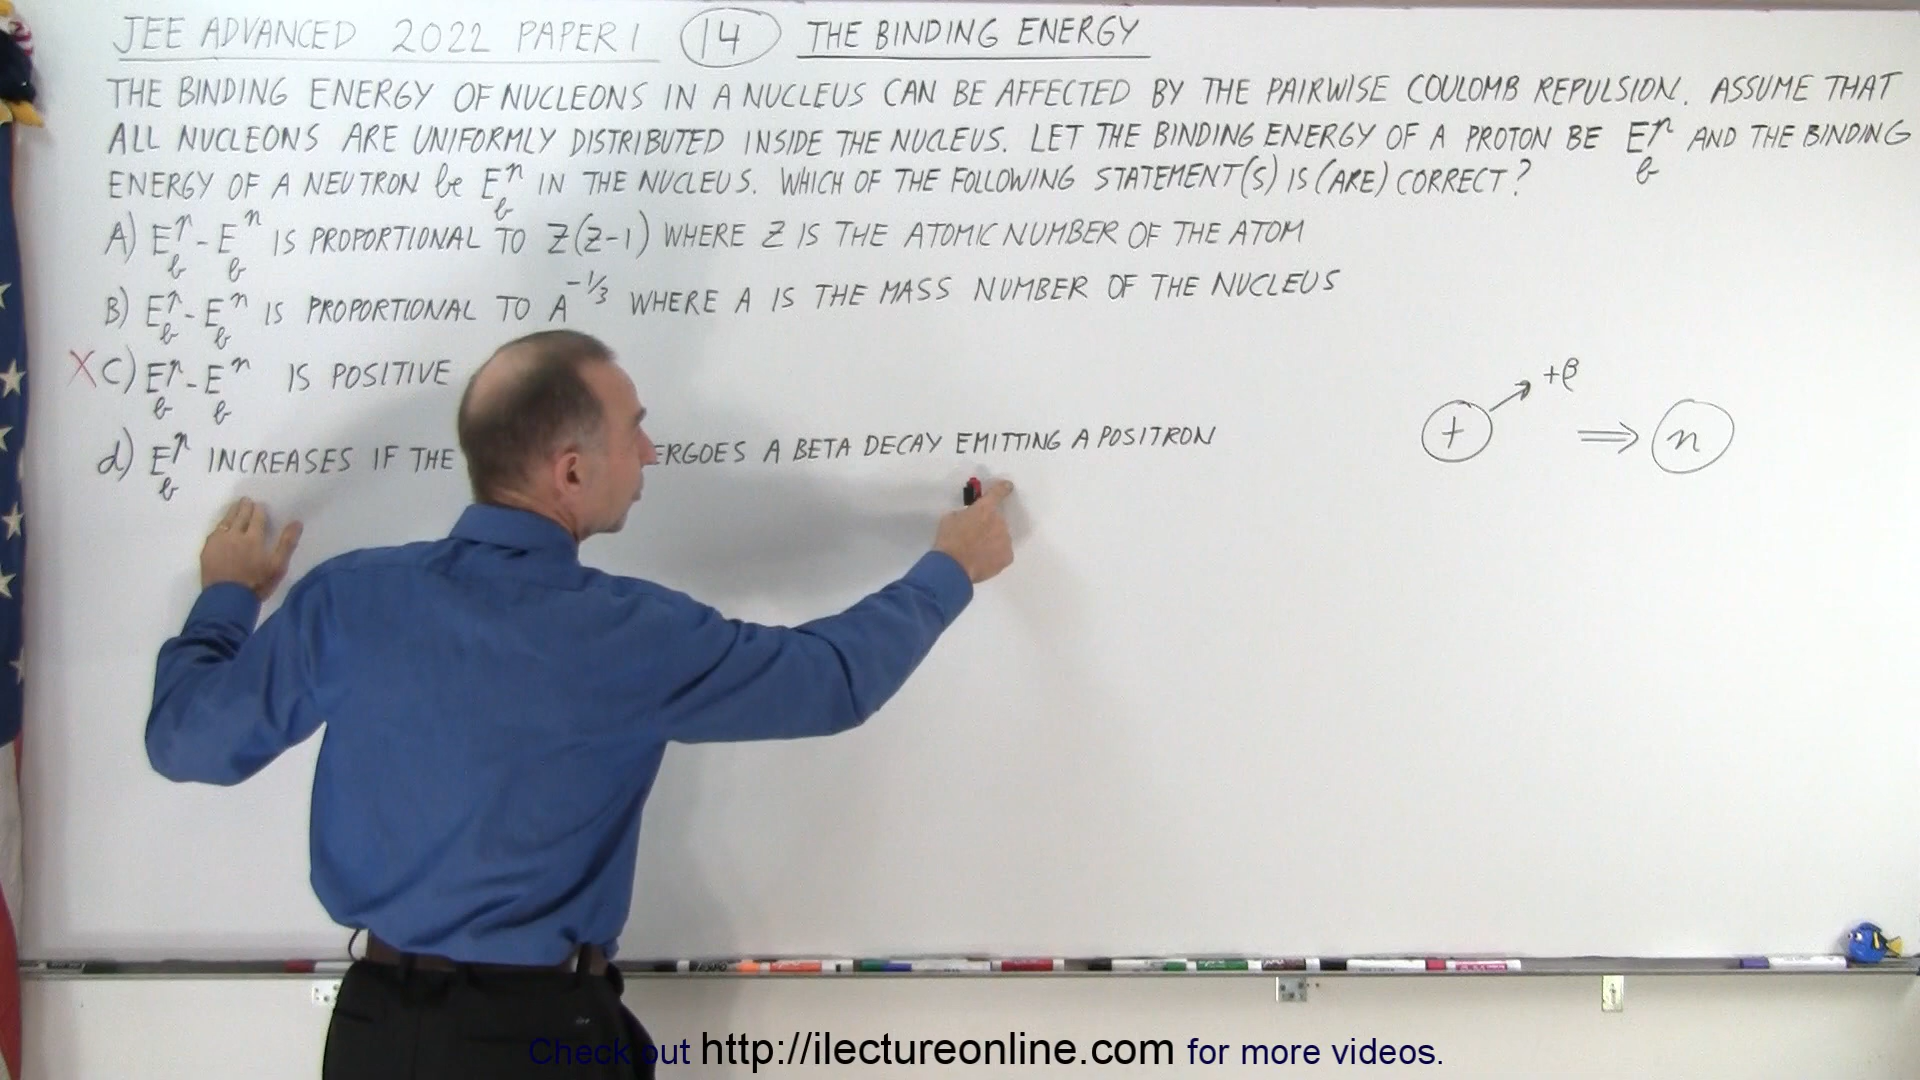 JEE ADVANCED 2022 PAPER 1 14 THE BINDING ENERGY
THE BINDING ENERGY OF NUCLEONS IN A NUCLEUS CAN BE AFFECTED BY THE PAIRWISE COULOMB REPULSION. ASSUME THAT
ALL NUCLEONS ARE UNIFORMLY DISTRIBUTED INSIDE THE NUCLEUS. LET THE BINDING ENERGY OF A PROTON BE E_b^p AND THE BINDING
ENERGY OF A NEUTRON be E_b^n IN THE NUCLEUS. WHICH OF THE FOLLOWING STATEMENT(S) IS (ARE) CORRECT?
A) E_b^p - E_b^n IS PROPORTIONAL TO Z(Z-1) WHERE Z IS THE ATOMIC NUMBER OF THE ATOM
B) E_b^p - E_b^n IS PROPORTIONAL TO A^-1/3 WHERE A IS THE MASS NUMBER OF THE NUCLEUS
X C) E_b^p - E_b^n IS POSITIVE
d) E_b^p INCREASES IF THE ERGOES A BETA DECAY EMITTING A POSITRON
+ +β ⇒ n
Check out http://ilectureonline.com for more videos.